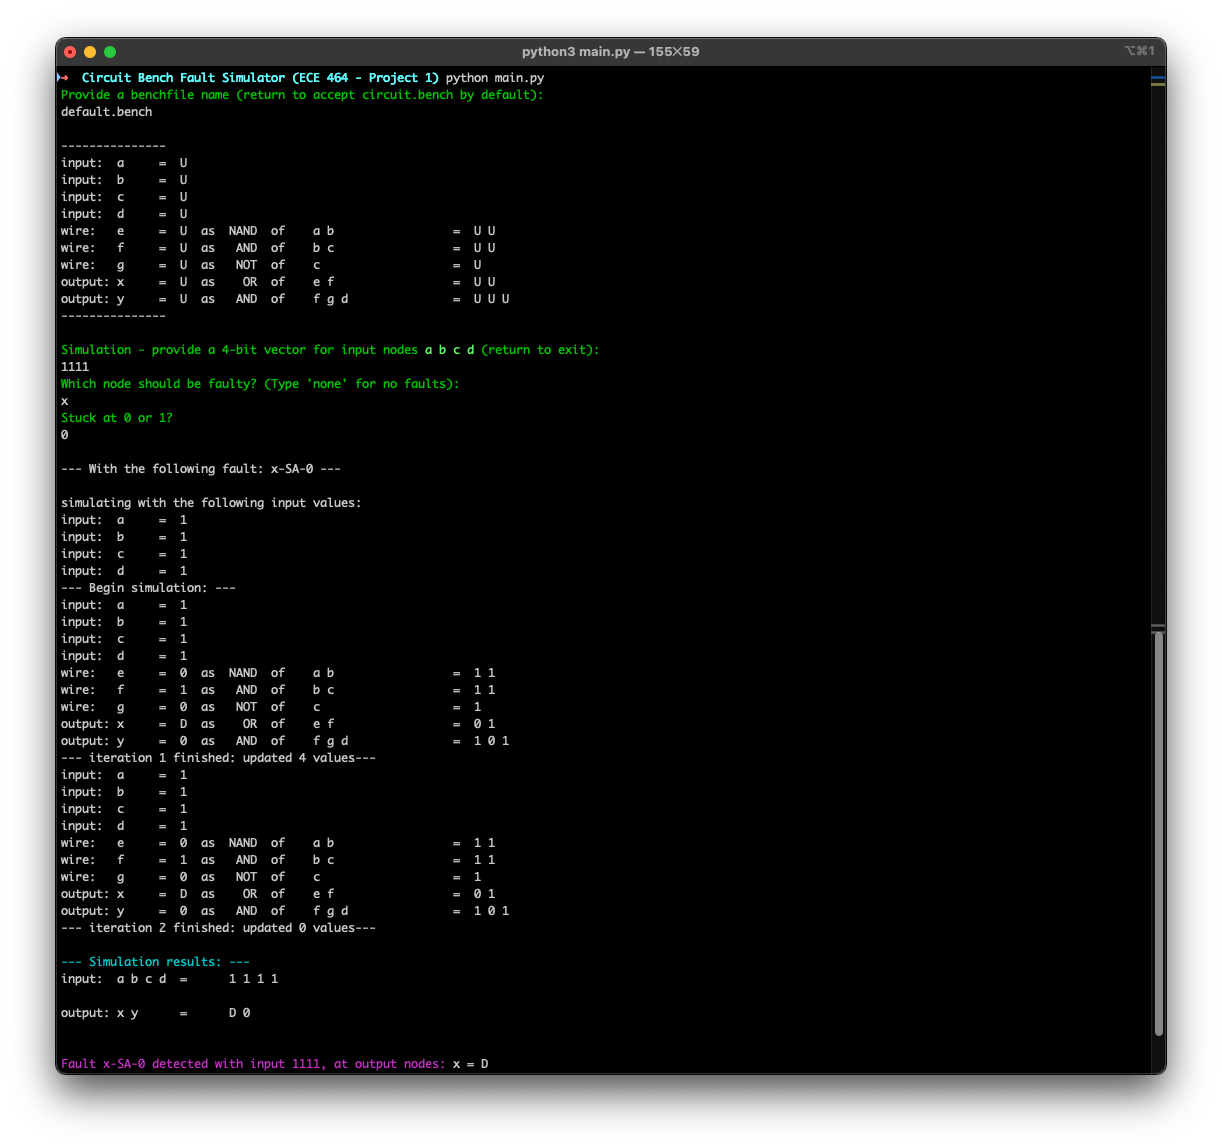 python3 main.py — 155×59
⌥⌘1
Circuit Bench Fault Simulator (ECE 464 - Project 1) python main.py
Provide a benchfile name (return to accept circuit.bench by default):
default.bench
---------------
input:  a     =  U
input:  b     =  U
input:  c     =  U
input:  d     =  U
wire:   e     =  U  as  NAND  of    a b                 =  U U
wire:   f     =  U  as   AND  of    b c                 =  U U
wire:   g     =  U  as   NOT  of    c                   =  U
output: x     =  U  as    OR  of    e f                 =  U U
output: y     =  U  as   AND  of    f g d               =  U U U
---------------
Simulation - provide a 4-bit vector for input nodes a b c d (return to exit):
1111
Which node should be faulty? (Type 'none' for no faults):
x
Stuck at 0 or 1?
0
--- With the following fault: x-SA-0 ---
simulating with the following input values:
input:  a     =  1
input:  b     =  1
input:  c     =  1
input:  d     =  1
--- Begin simulation: ---
input:  a     =  1
input:  b     =  1
input:  c     =  1
input:  d     =  1
wire:   e     =  0  as  NAND  of    a b                 =  1 1
wire:   f     =  1  as   AND  of    b c                 =  1 1
wire:   g     =  0  as   NOT  of    c                   =  1
output: x     =  D  as    OR  of    e f                 =  0 1
output: y     =  0  as   AND  of    f g d               =  1 0 1
--- iteration 1 finished: updated 4 values---
input:  a     =  1
input:  b     =  1
input:  c     =  1
input:  d     =  1
wire:   e     =  0  as  NAND  of    a b                 =  1 1
wire:   f     =  1  as   AND  of    b c                 =  1 1
wire:   g     =  0  as   NOT  of    c                   =  1
output: x     =  D  as    OR  of    e f                 =  0 1
output: y     =  0  as   AND  of    f g d               =  1 0 1
--- iteration 2 finished: updated 0 values---
--- Simulation results: ---
input:  a b c d  =      1 1 1 1
output: x y      =      D 0
Fault x-SA-0 detected with input 1111, at output nodes: x = D